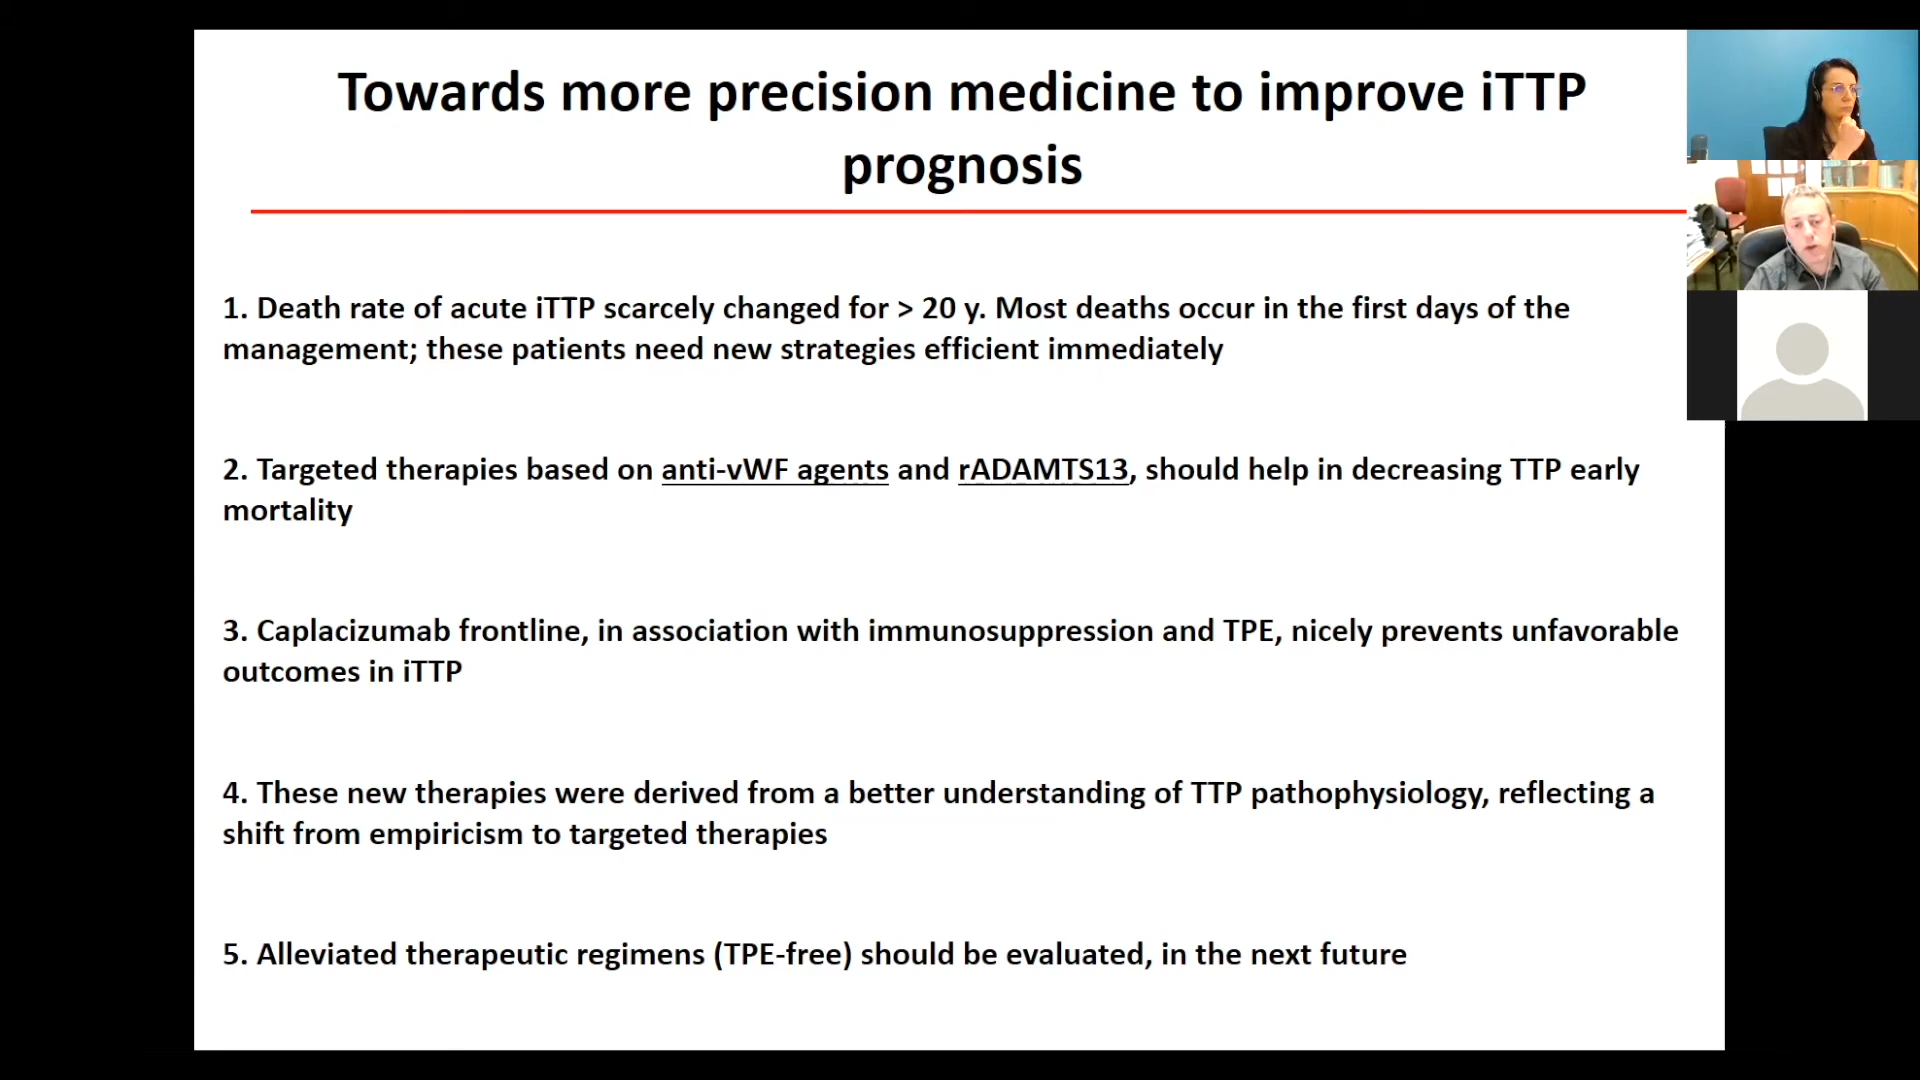 Towards more precision medicine to improve iTTP
prognosis
1. Death rate of acute iTTP scarcely changed for > 20 y. Most deaths occur in the first days of the
management; these patients need new strategies efficient immediately
2. Targeted therapies based on anti-vWF agents and rADAMTS13, should help in decreasing TTP early
mortality
3. Caplacizumab frontline, in association with immunosuppression and TPE, nicely prevents unfavorable
outcomes in iTTP
4. These new therapies were derived from a better understanding of TTP pathophysiology, reflecting a
shift from empiricism to targeted therapies
5. Alleviated therapeutic regimens (TPE-free) should be evaluated, in the next future